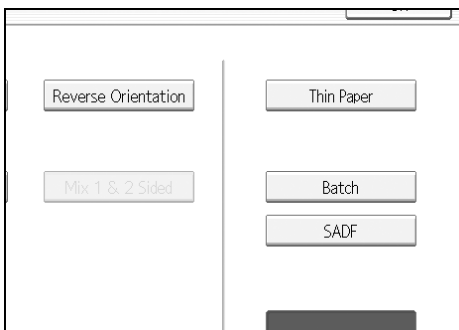 Reverse Orientation
Thin Paper
Mix 1 & 2 Sided
Batch
SADF